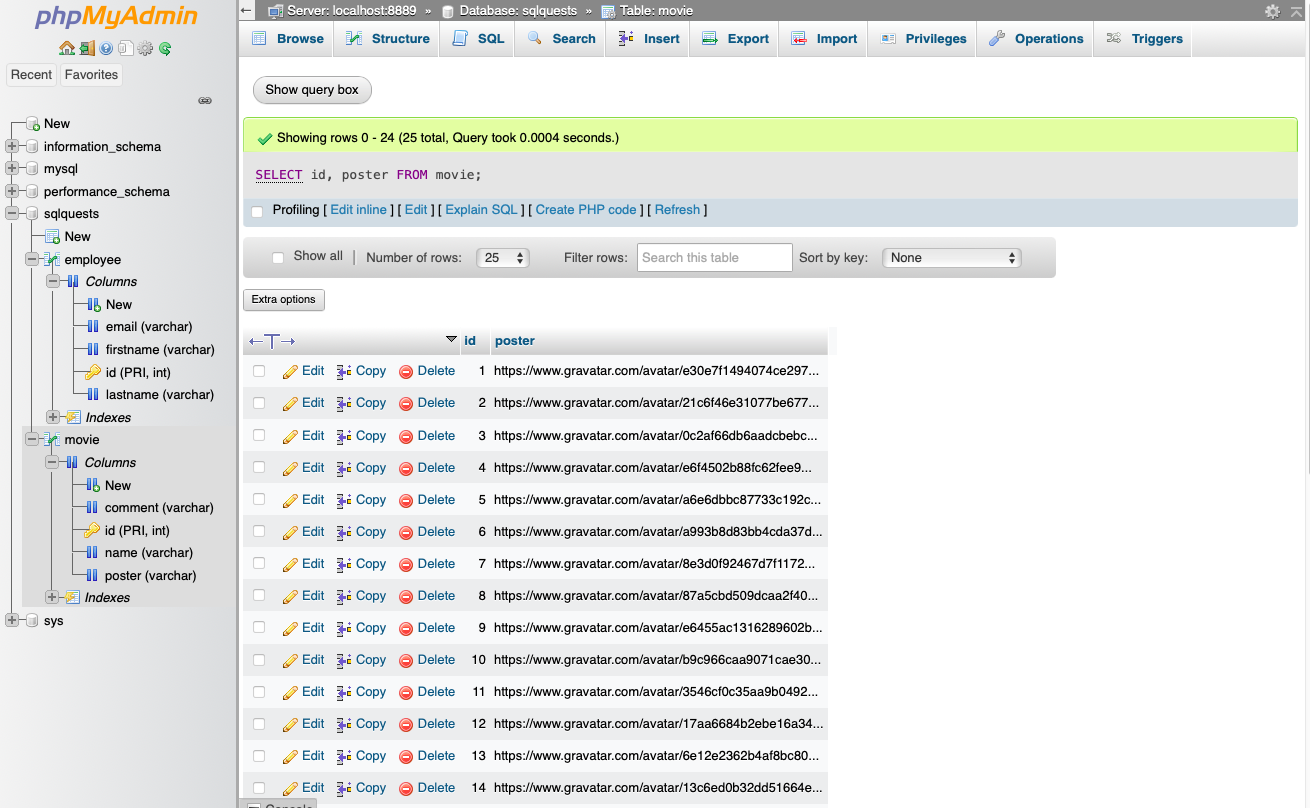 phpMyAdmin
Recent Favorites
New
information_schema
mysql
performance_schema
sqlquests
New
employee
Columns
New
email (varchar)
firstname (varchar)
id (PRI, int)
lastname (varchar)
Indexes
movie
Columns
New
comment (varchar)
id (PRI, int)
name (varchar)
poster (varchar)
Indexes
sys
Server: localhost:8889 » Database: sqlquests » Table: movie
Browse Structure SQL Search Insert Export Import Privileges Operations Triggers
Show query box
Showing rows 0 - 24 (25 total, Query took 0.0004 seconds.)
SELECT id, poster FROM movie;
Profiling [ Edit inline ] [ Edit ] [ Explain SQL ] [ Create PHP code ] [ Refresh ]
Show all | Number of rows: 25 Filter rows: Search this table Sort by key: None
Extra options
←T→ id poster
Edit Copy Delete 1 https://www.gravatar.com/avatar/e30e7f1494074ce297...
Edit Copy Delete 2 https://www.gravatar.com/avatar/21c6f46e31077be677...
Edit Copy Delete 3 https://www.gravatar.com/avatar/0c2af66db6aadcbebc...
Edit Copy Delete 4 https://www.gravatar.com/avatar/e6f4502b88fc62fee9...
Edit Copy Delete 5 https://www.gravatar.com/avatar/a6e6dbbc87733c192c...
Edit Copy Delete 6 https://www.gravatar.com/avatar/a993b8d83bb4cda37d...
Edit Copy Delete 7 https://www.gravatar.com/avatar/8e3d0f92467d7f1172...
Edit Copy Delete 8 https://www.gravatar.com/avatar/87a5cbd509dcaa2f40...
Edit Copy Delete 9 https://www.gravatar.com/avatar/e6455ac1316289602b...
Edit Copy Delete 10 https://www.gravatar.com/avatar/b9c966caa9071cae30...
Edit Copy Delete 11 https://www.gravatar.com/avatar/3546cf0c35aa9b0492...
Edit Copy Delete 12 https://www.gravatar.com/avatar/17aa6684b2ebe16a34...
Edit Copy Delete 13 https://www.gravatar.com/avatar/6e12e2362b4af8bc80...
Edit Copy Delete 14 https://www.gravatar.com/avatar/13c6ed0b32dd51664e...
Console